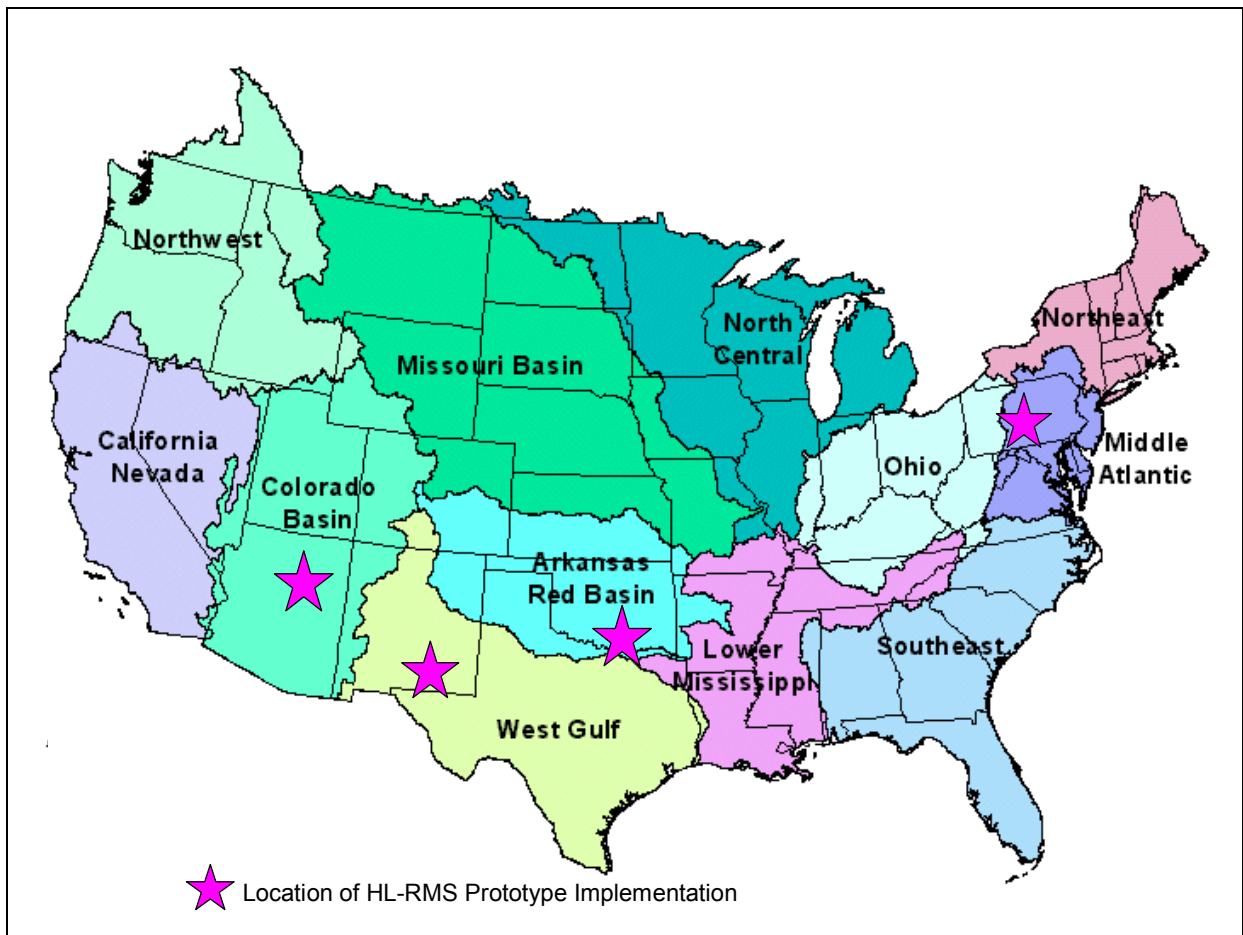 Northwest
North
Central
Northeast
Missouri Basin
California
Nevada
Colorado
Basin
Ohio
Middle
Atlantic
Arkansas
Red Basin
Lower
Mississippi
Southeast
West Gulf
Location of HL-RMS Prototype Implementation